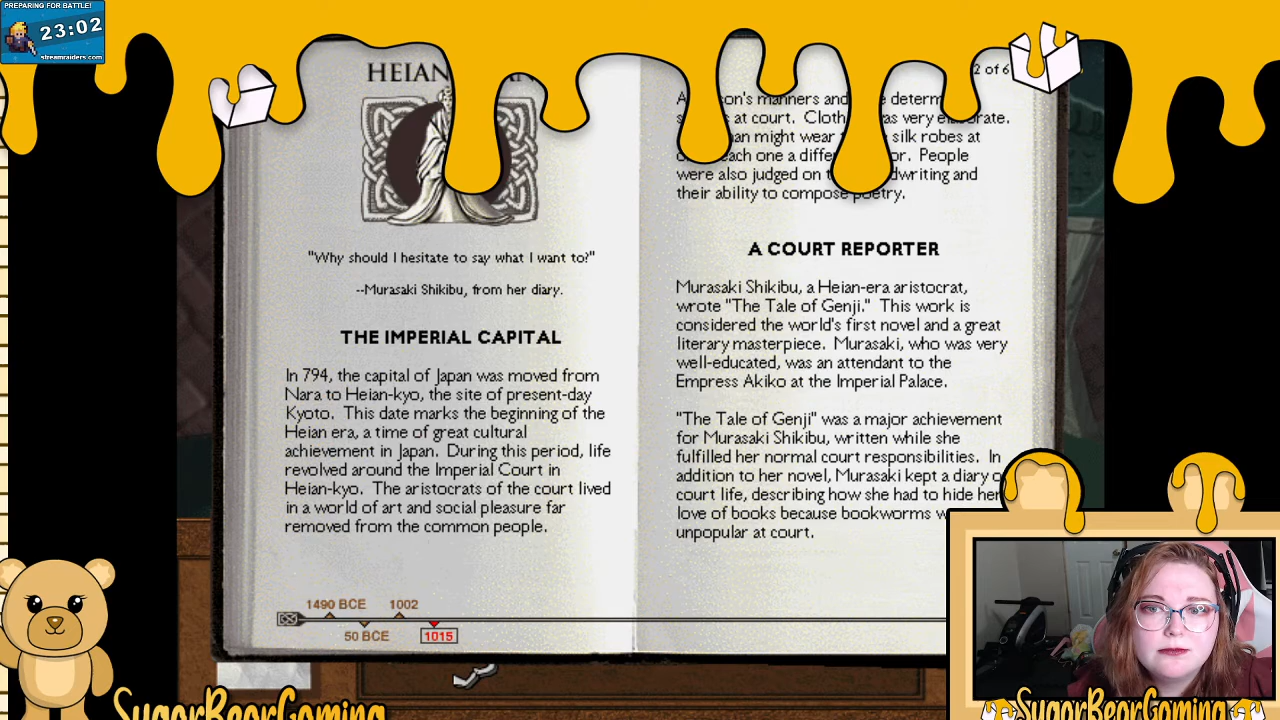 PREPARING FOR BATTLE!
23:02
streamraiders.com
HEIAN
"Why should I hesitate to say what I want to?"
--Murasaki Shikibu, from her diary.
THE IMPERIAL CAPITAL
In 794, the capital of Japan was moved from
Nara to Heian-kyo, the site of present-day
Kyoto. This date marks the beginning of the
Heian era, a time of great cultural
achievement in Japan. During this period, life
revolved around the Imperial Court in
Heian-kyo. The aristocrats of the court lived
in a world of art and social pleasure far
removed from the common people.
1490 BCE
1002
50 BCE
1015
2 of 6
manners and
at court. was very elaborate.
might wear silk robes at
each one a People
were also judged on
their ability to compose poetry.
A COURT REPORTER
Murasaki Shikibu, a Heian-era aristocrat,
wrote "The Tale of Genji." This work is
considered the world's first novel and a great
literary masterpiece. Murasaki, who was very
well-educated, was an attendant to the
Empress Akiko at the Imperial Palace.
"The Tale of Genji" was a major achievement
for Murasaki Shikibu, written while she
fulfilled her normal court responsibilities. In
addition to her novel, Murasaki kept a diary
court life, describing how she had to hide her
love of books because bookworms
unpopular at court.
SugarBearGaming
SugarBearGaming